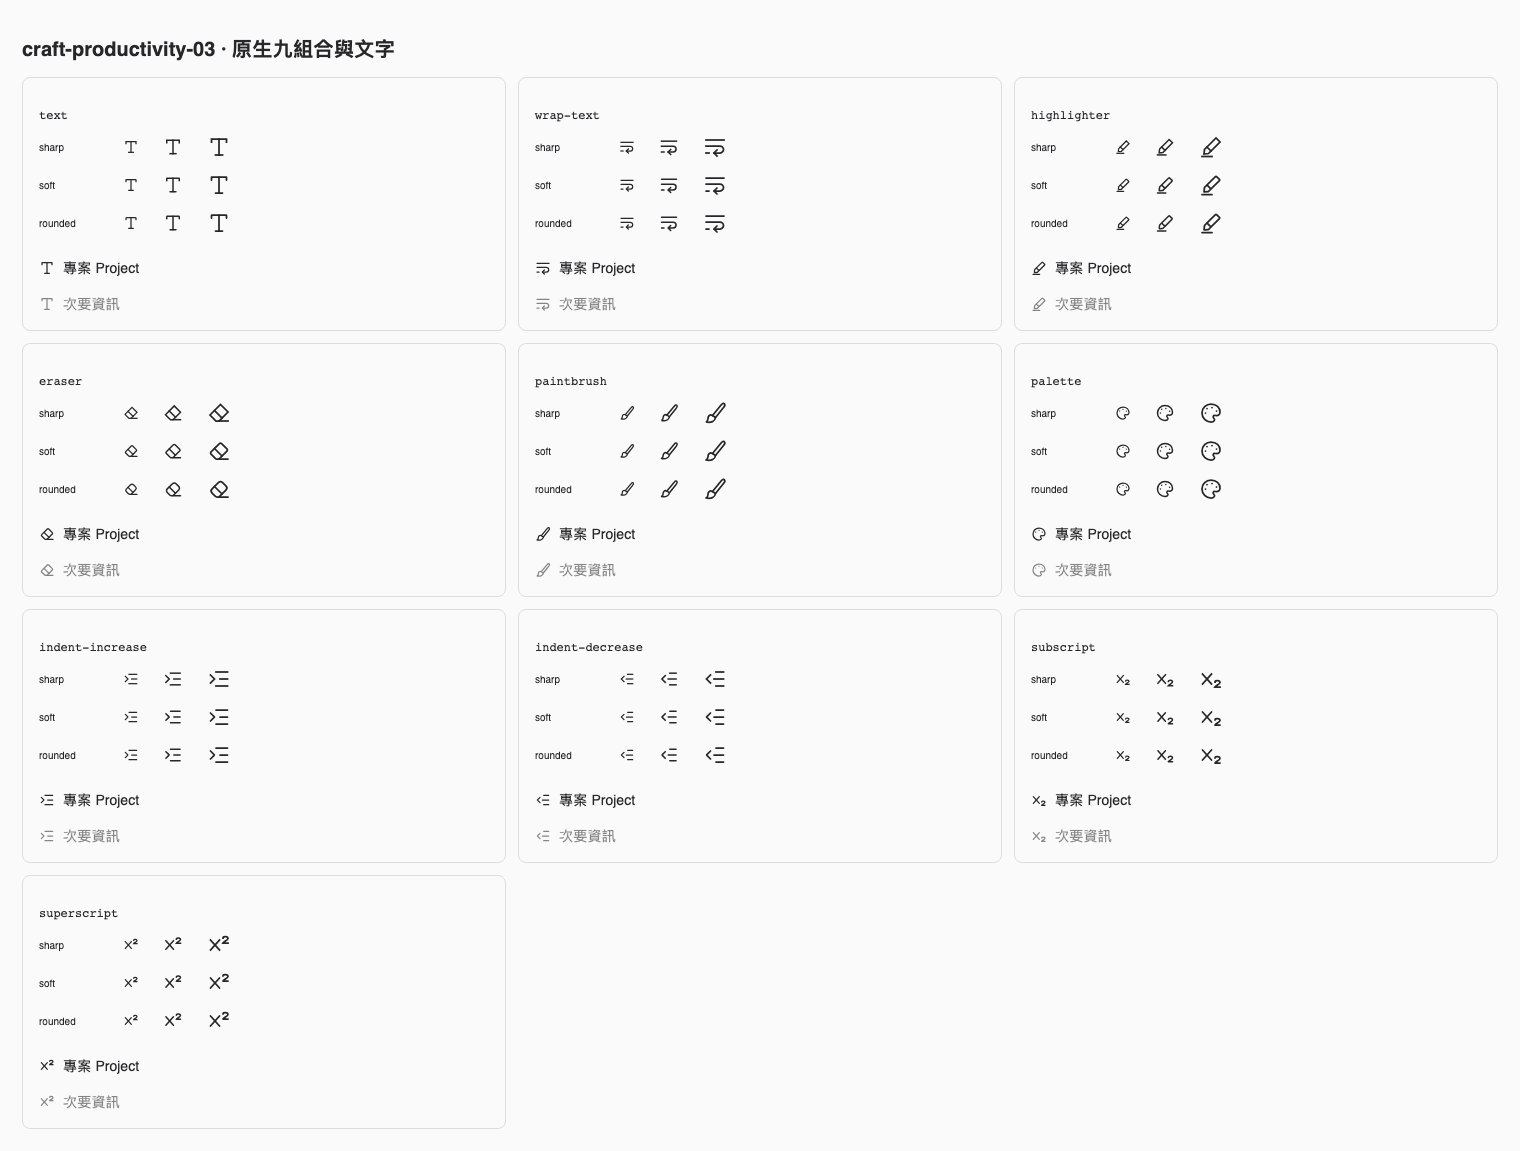 craft-productivity-03 · 原生九組合與文字
text
sharp
soft
rounded
專案 Project
次要資訊
wrap-text
sharp
soft
rounded
專案 Project
次要資訊
highlighter
sharp
soft
rounded
專案 Project
次要資訊
eraser
sharp
soft
rounded
專案 Project
次要資訊
paintbrush
sharp
soft
rounded
專案 Project
次要資訊
palette
sharp
soft
rounded
專案 Project
次要資訊
indent-increase
sharp
soft
rounded
專案 Project
次要資訊
indent-decrease
sharp
soft
rounded
專案 Project
次要資訊
subscript
sharp
soft
rounded
專案 Project
次要資訊
superscript
sharp
soft
rounded
專案 Project
次要資訊